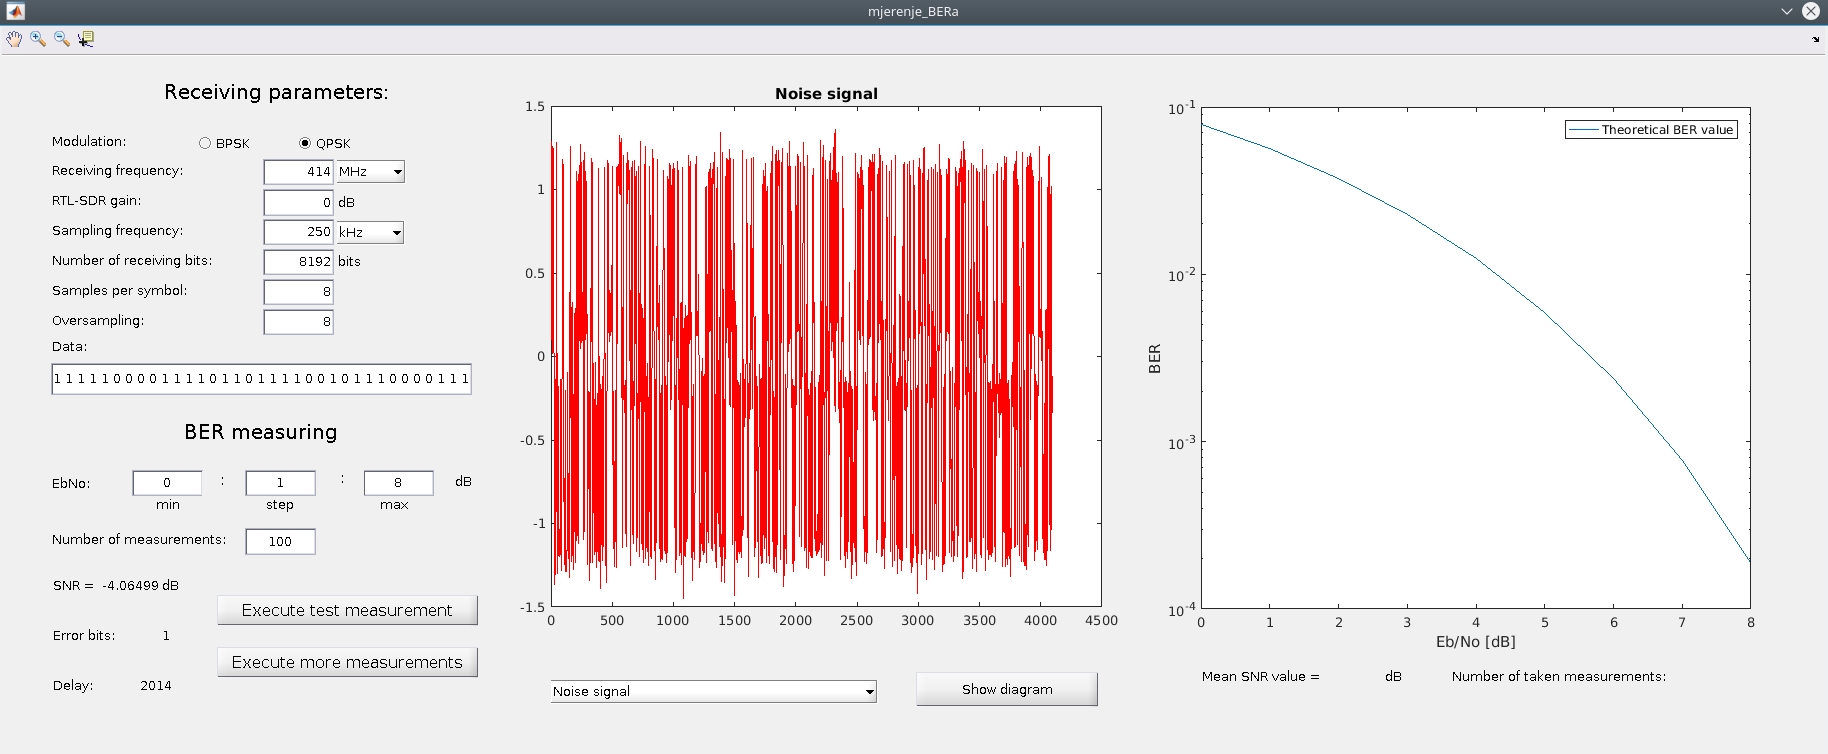 mjerenje_BERa
Receiving parameters:
Modulation: BPSK QPSK
Receiving frequency: 414 MHz
RTL-SDR gain: 0 dB
Sampling frequency: 250 kHz
Number of receiving bits: 8192 bits
Samples per symbol: 8
Oversampling: 8
Data:
1 1 1 1 1 0 0 0 0 1 1 1 1 0 1 1 0 1 1 1 1 0 0 1 0 1 1 1 0 0 0 0 1 1 1
BER measuring
EbNo: 0 : 1 : 8 dB
min step max
Number of measurements: 100
SNR = -4.06499 dB
Execute test measurement
Error bits: 1
Execute more measurements
Delay: 2014
Noise signal
1.5
1
0.5
0
-0.5
-1
-1.5
0 500 1000 1500 2000 2500 3000 3500 4000 4500
Noise signal
Show diagram
Theoretical BER value
10-1
10-2
10-3
10-4
BER
0 1 2 3 4 5 6 7 8
Eb/No [dB]
Mean SNR value = dB Number of taken measurements: